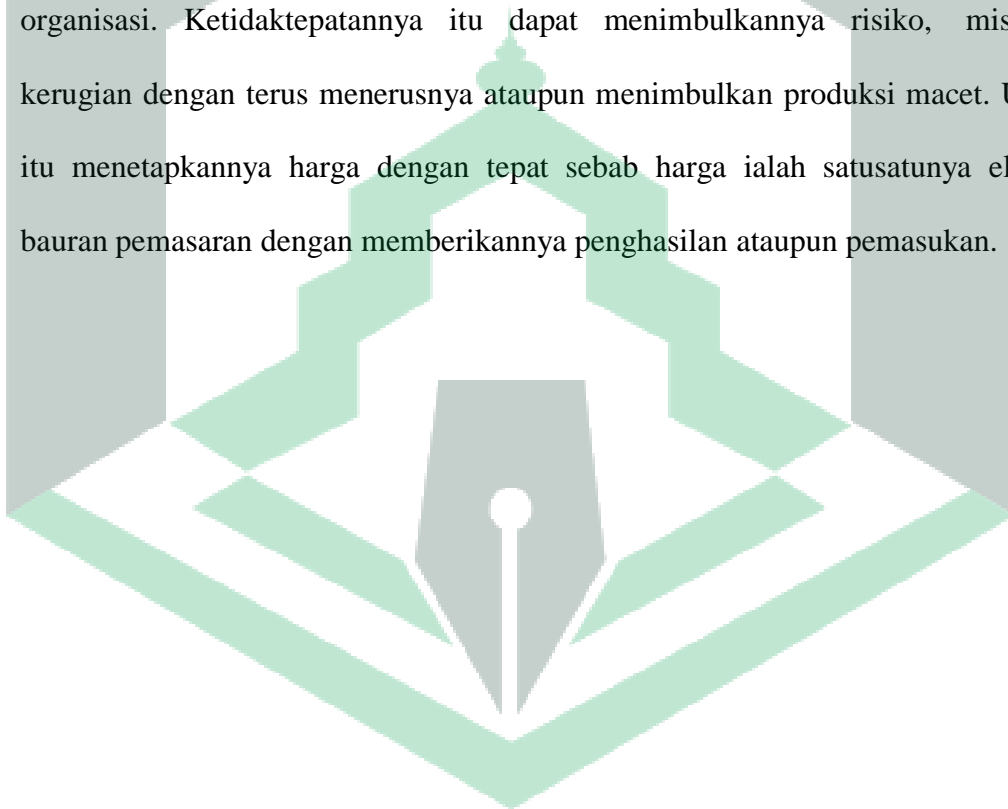 organisasi. Ketidaktepatannya itu dapat menimbulkannya risiko,
kerugian dengan terus menerusnya ataupun menimbulkan produksi macet.
itu menetapkannya harga dengan tepat sebab harga ialah satusatunya
bauran pemasaran dengan memberikannya penghasilan ataupun pemasukan.